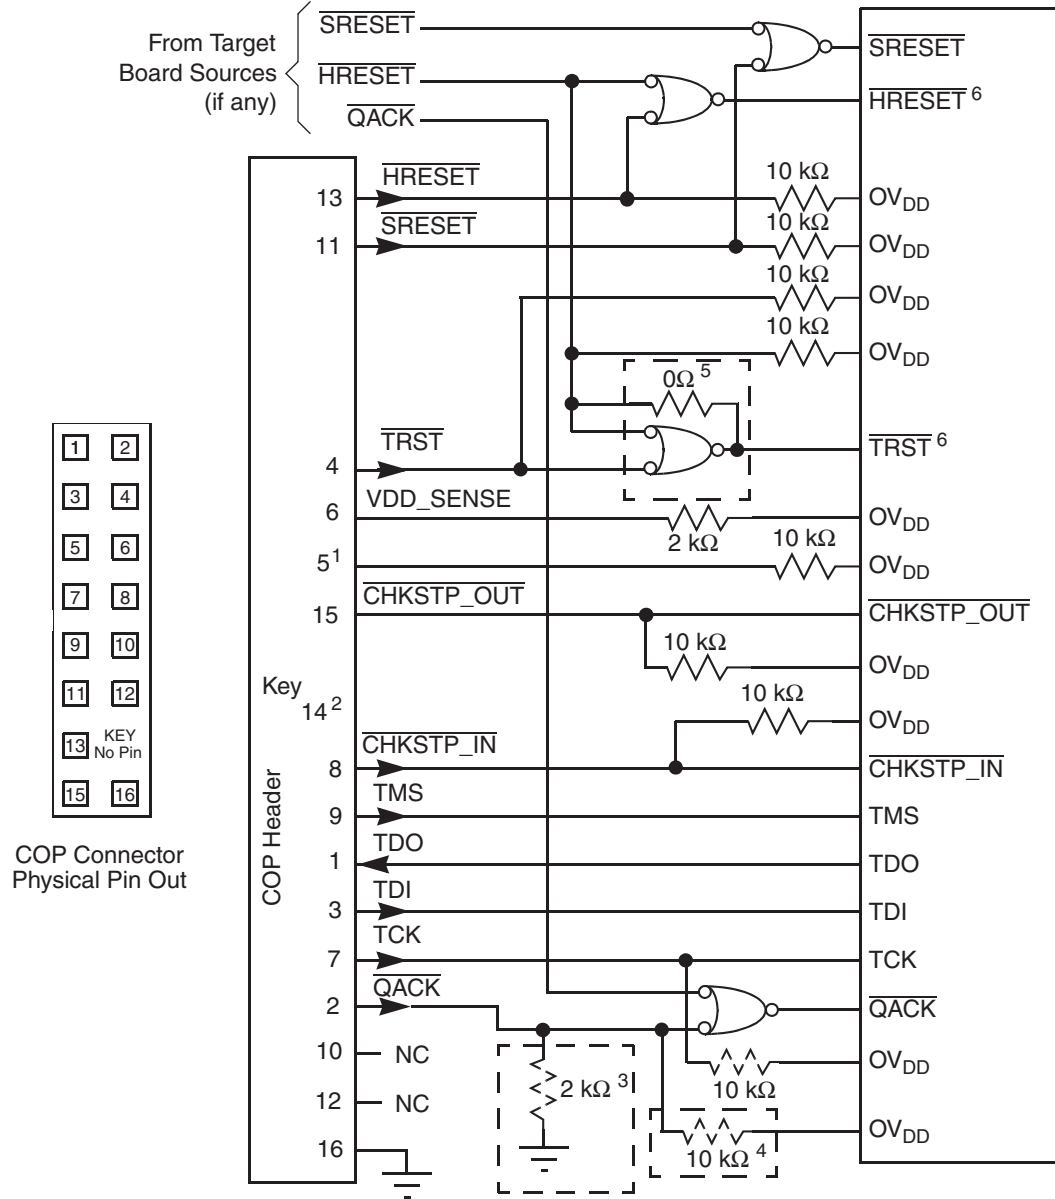 From Target
Board Sources
(if any)
SRESET
HRESET
QACK
SRESET
HRESET 6
13 HRESET 10 kΩ OVDD
11 SRESET 10 kΩ OVDD
10 kΩ OVDD
10 kΩ OVDD
0Ω 5
4 TRST TRST 6
6 VDD_SENSE 2 kΩ OVDD
5 1 10 kΩ OVDD
15 CHKSTP_OUT CHKSTP_OUT
10 kΩ OVDD
Key
14 2
10 kΩ OVDD
8 CHKSTP_IN CHKSTP_IN
9 TMS TMS
1 TDO TDO
3 TDI TDI
7 TCK TCK
2 QACK QACK
10 NC
10 kΩ OVDD
12 NC
2 kΩ 3
10 kΩ 4 OVDD
16
COP Header
1 2
3 4
5 6
7 8
9 10
11 12
13 KEY
No Pin
15 16
COP Connector
Physical Pin Out